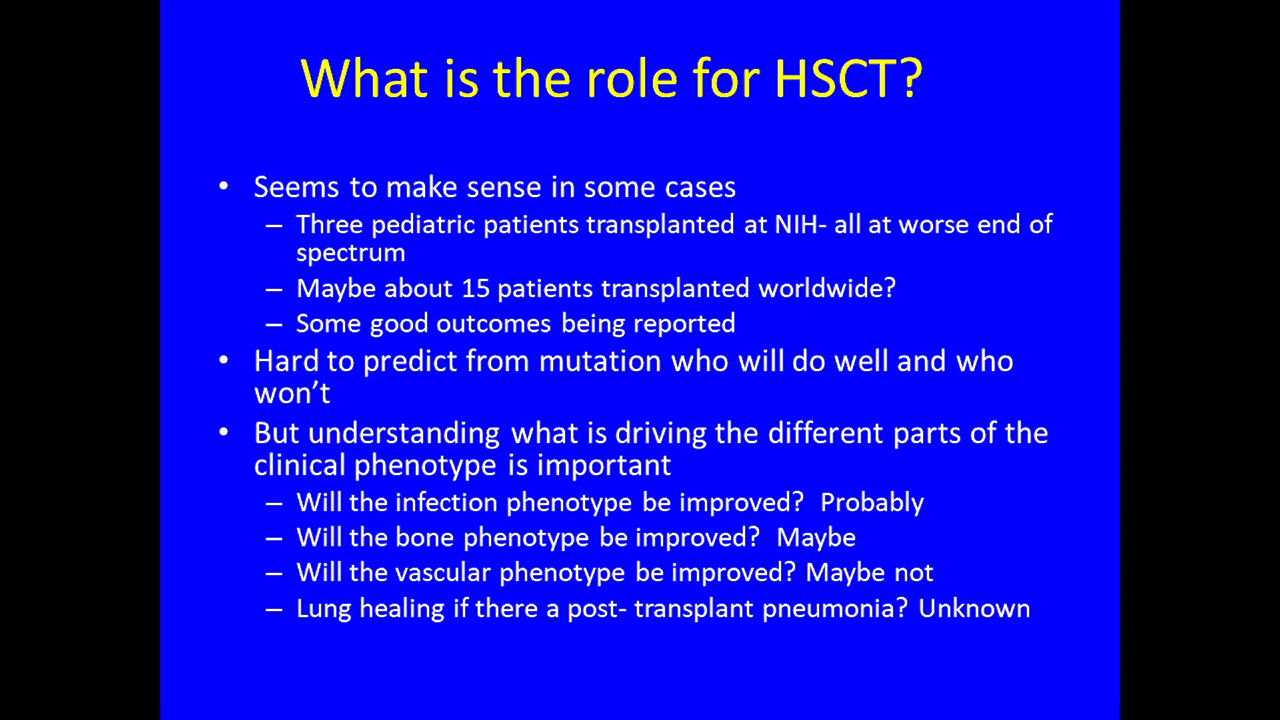 What is the role for HSCT?
• Seems to make sense in some cases
– Three pediatric patients transplanted at NIH- all at worse end of
spectrum
– Maybe about 15 patients transplanted worldwide?
– Some good outcomes being reported
• Hard to predict from mutation who will do well and who
won’t
• But understanding what is driving the different parts of the
clinical phenotype is important
– Will the infection phenotype be improved?  Probably
– Will the bone phenotype be improved?  Maybe
– Will the vascular phenotype be improved? Maybe not
– Lung healing if there a post- transplant pneumonia? Unknown